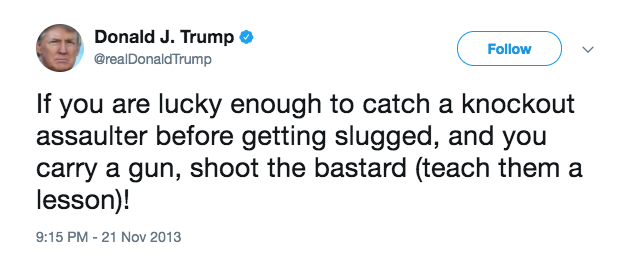 Donald J. Trump
@realDonaldTrump
Follow
If you are lucky enough to catch a knockout
assaulter before getting slugged, and you
carry a gun, shoot the bastard (teach them a
lesson)!
9:15 PM - 21 Nov 2013